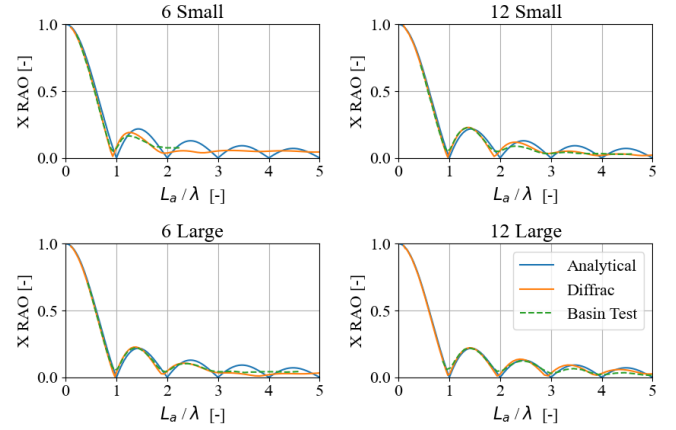 6 Small
X RAO [-]
1.0
0.5
0.0
0 1 2 3 4 5
L_a / λ [-]
12 Small
X RAO [-]
1.0
0.5
0.0
0 1 2 3 4 5
L_a / λ [-]
6 Large
X RAO [-]
1.0
0.5
0.0
0 1 2 3 4 5
L_a / λ [-]
12 Large
X RAO [-]
1.0
0.5
0.0
0 1 2 3 4 5
L_a / λ [-]
Analytical
Diffrac
Basin Test